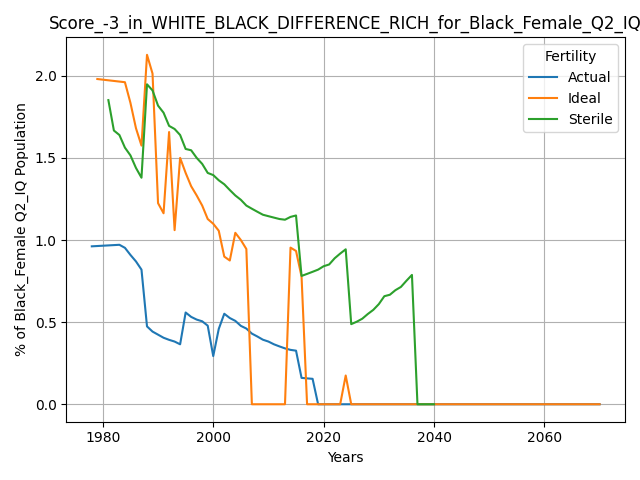 Score_-3_in_WHITE_BLACK_DIFFERENCE_RICH_for_Black_Female_Q2_IQ
% of Black_Female Q2_IQ Population
2.0
1.5
1.0
0.5
0.0
Fertility
Actual
Ideal
Sterile
1980
2000
2020
2040
2060
Years